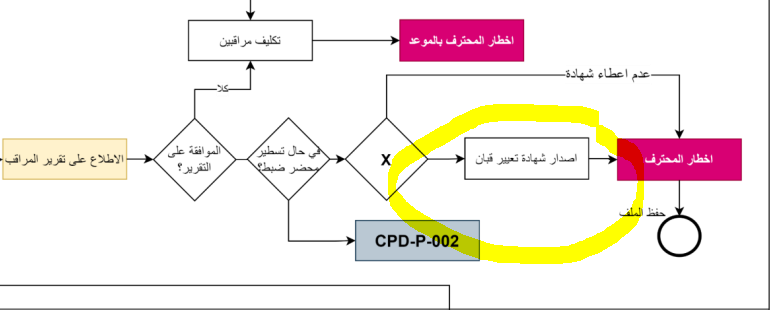 تكليف مراقبين
اخطار المحترف بالموعد
عدم اعطاء شهادة
كلا
الاطلاع على تقرير المراقب
الموافقة على
التقرير؟
في حال تسطير
محضر ضبط؟
X
اصدار شهادة تعيير قبان
اخطار المحترف
حفظ الملف
CPD-P-002